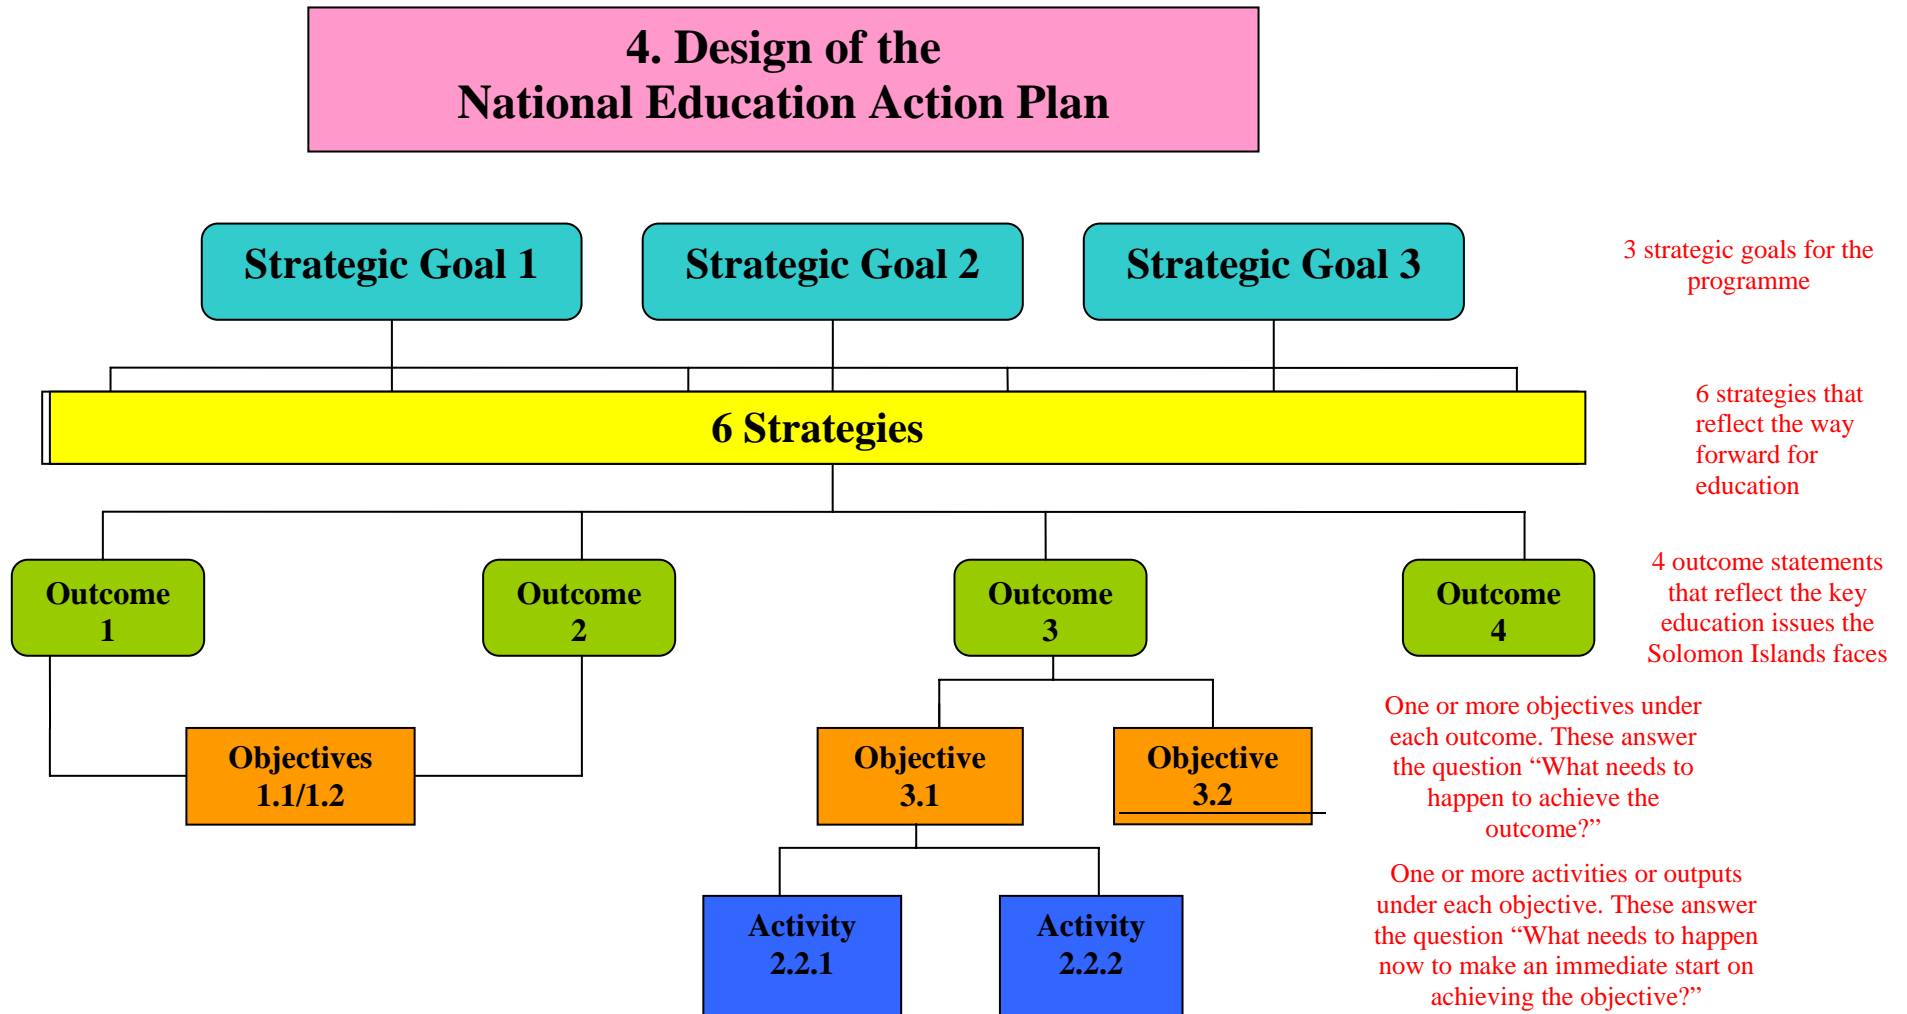 4. Design of the
National Education Action Plan
Strategic Goal 1
Strategic Goal 2
Strategic Goal 3
3 strategic goals for the
programme
6 Strategies
6 strategies that
reflect the way
forward for
education
Outcome
1
Outcome
2
Outcome
3
Outcome
4
4 outcome statements
that reflect the key
education issues the
Solomon Islands faces
Objectives
1.1/1.2
Objective
3.1
Objective
3.2
One or more objectives under
each outcome. These answer
the question “What needs to
happen to achieve the
outcome?”
Activity
2.2.1
Activity
2.2.2
One or more activities or outputs
under each objective. These answer
the question “What needs to happen
now to make an immediate start on
achieving the objective?”